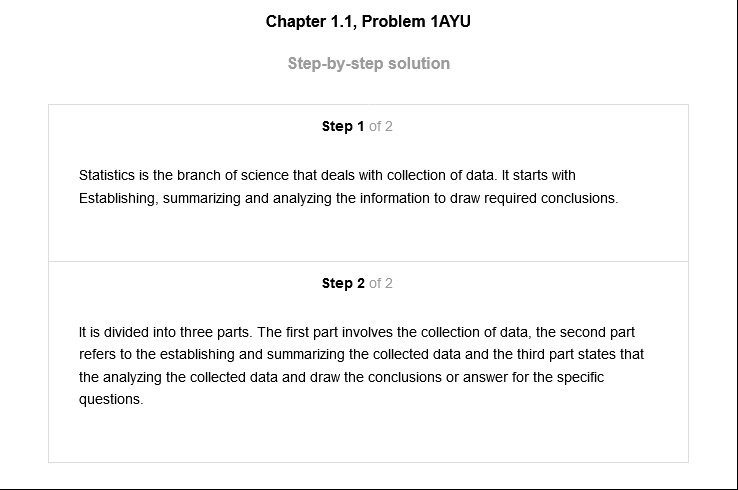 Chapter 1.1, Problem 1AYU
Step-by-step solution
Step 1 of 2
Statistics is the branch of science that deals with collection of data. It starts with
Establishing, summarizing and analyzing the information to draw required conclusions.
Step 2 of 2
It is divided into three parts. The first part involves the collection of data, the second part
refers to the establishing and summarizing the collected data and the third part states that
the analyzing the collected data and draw the conclusions or answer for the specific
questions.